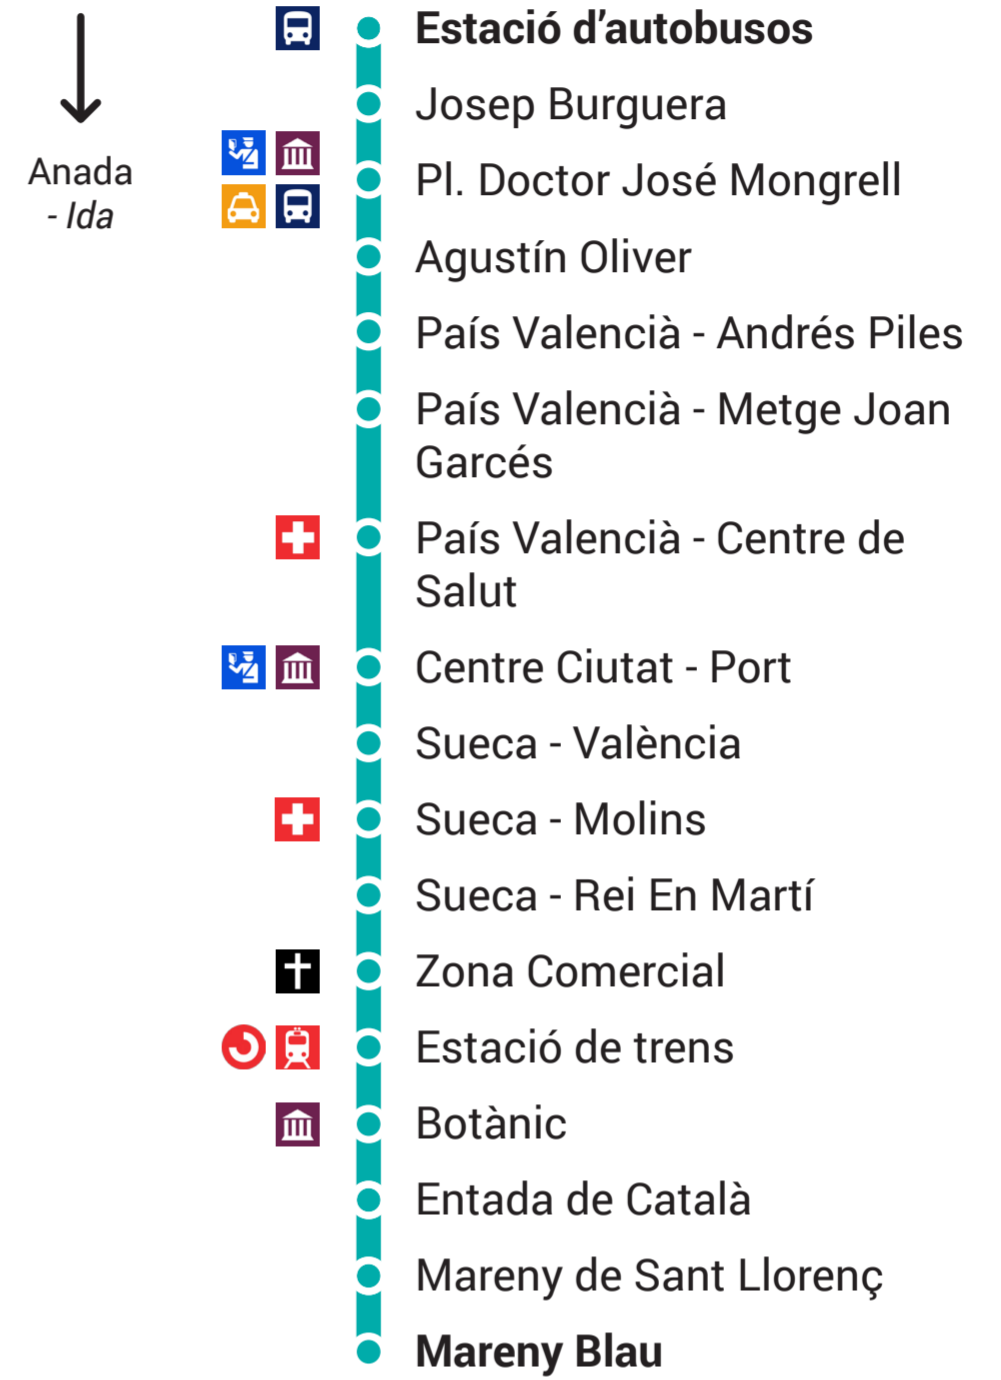 Estació d’autobusos
Josep Burguera
Anada
- Ida
Pl. Doctor José Mongrell
Agustín Oliver
País Valencià - Andrés Piles
País Valencià - Metge Joan
Garcés
País Valencià - Centre de
Salut
Centre Ciutat - Port
Sueca - València
Sueca - Molins
Sueca - Rei En Martí
Zona Comercial
Estació de trens
Botànic
Entada de Català
Mareny de Sant Llorenç
Mareny Blau